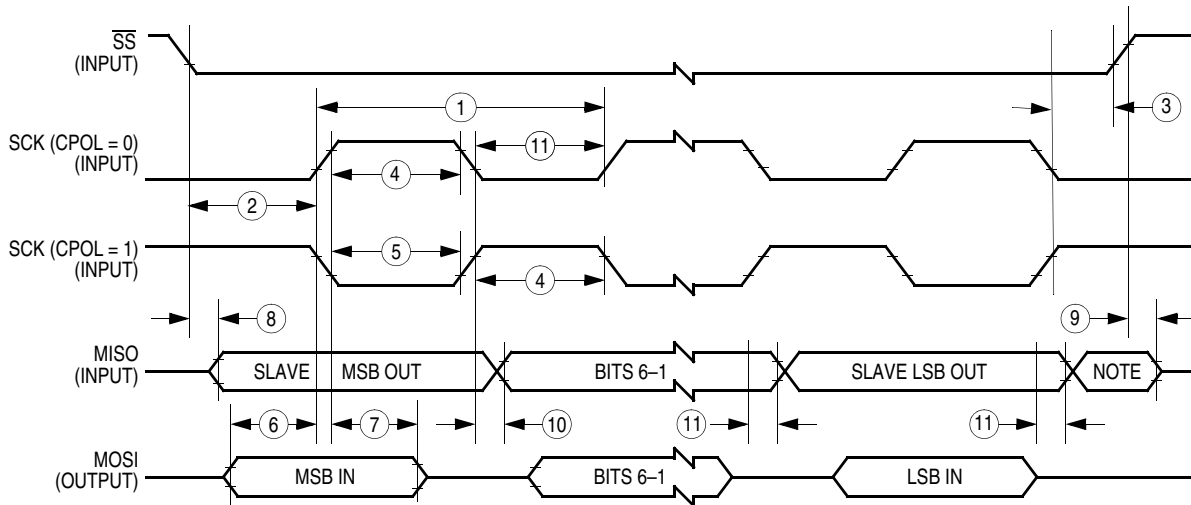 SS
(INPUT)
1
3
SCK (CPOL = 0)
(INPUT)
11
4
2
SCK (CPOL = 1)
(INPUT)
5
4
8
9
MISO
(INPUT)
SLAVE MSB OUT
BITS 6–1
SLAVE LSB OUT
NOTE
6
7
10
11
11
MOSI
(OUTPUT)
MSB IN
BITS 6–1
LSB IN